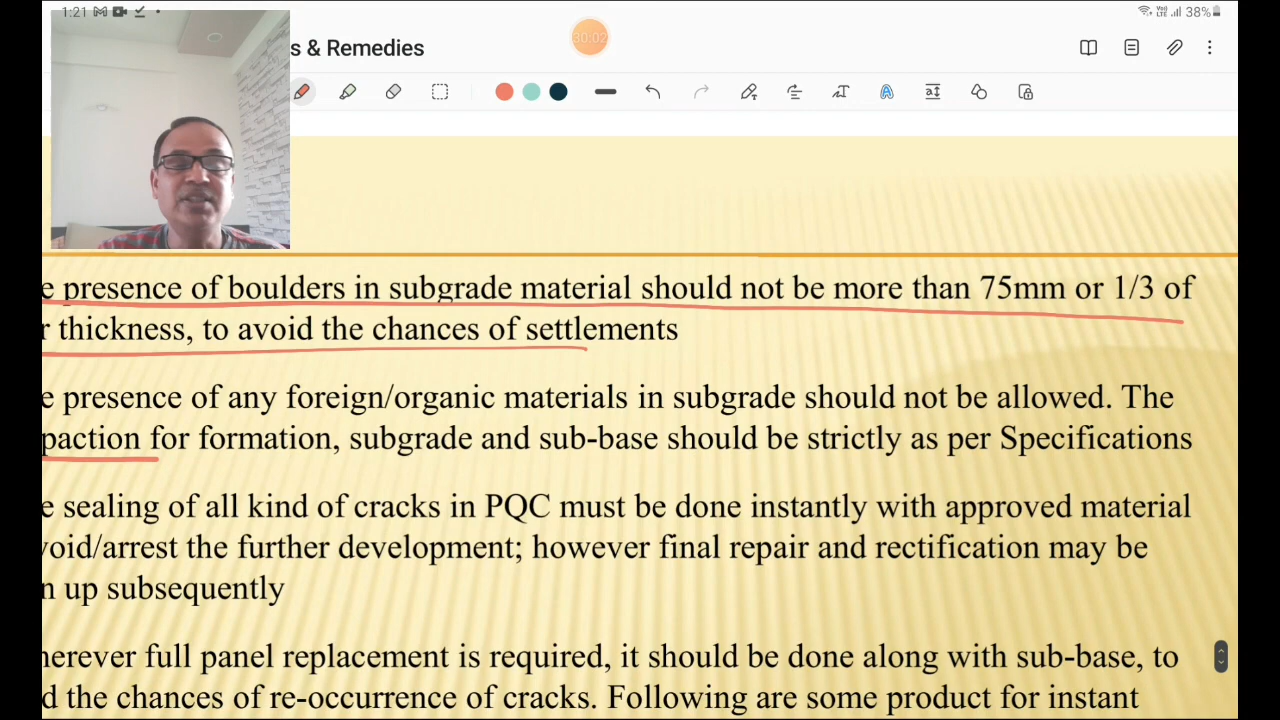 1:21
38%
s & Remedies
30:02
e presence of boulders in subgrade material should not be more than 75mm or 1/3 of
r thickness, to avoid the chances of settlements
e presence of any foreign/organic materials in subgrade should not be allowed. The
paction for formation, subgrade and sub-base should be strictly as per Specifications
e sealing of all kind of cracks in PQC must be done instantly with approved material
void/arrest the further development; however final repair and rectification may be
n up subsequently
herever full panel replacement is required, it should be done along with sub-base, to
d the chances of re-occurrence of cracks. Following are some product for instant